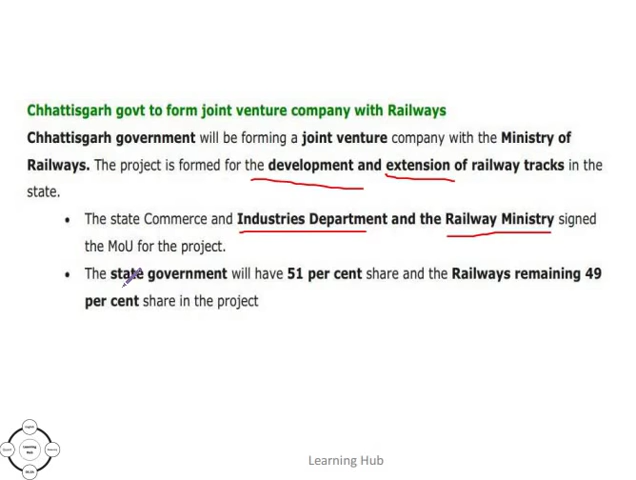 Chhattisgarh govt to form joint venture company with Railways
Chhattisgarh government will be forming a joint venture company with the Ministry of
Railways. The project is formed for the development and extension of railway tracks in the
state.
• The state Commerce and Industries Department and the Railway Ministry signed
the MoU for the project.
• The state government will have 51 per cent share and the Railways remaining 49
per cent share in the project
Learning
Hub
Learning Hub